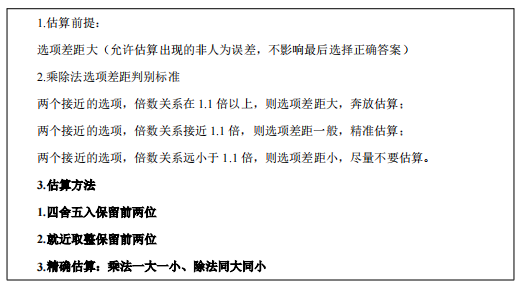 1.估算前提：
选项差距大（允许估算出现的非人为误差，不影响最后选择正确答案）
2.乘除法选项差距判别标准
两个接近的选项，倍数关系在 1.1 倍以上，则选项差距大，奔放估算；
两个接近的选项，倍数关系接近 1.1 倍，则选项差距一般，精准估算；
两个接近的选项，倍数关系远小于 1.1 倍，则选项差距小，尽量不要估算。
3.估算方法
1.四舍五入保留前两位
2.就近取整保留前两位
3.精确估算：乘法一大一小、除法同大同小